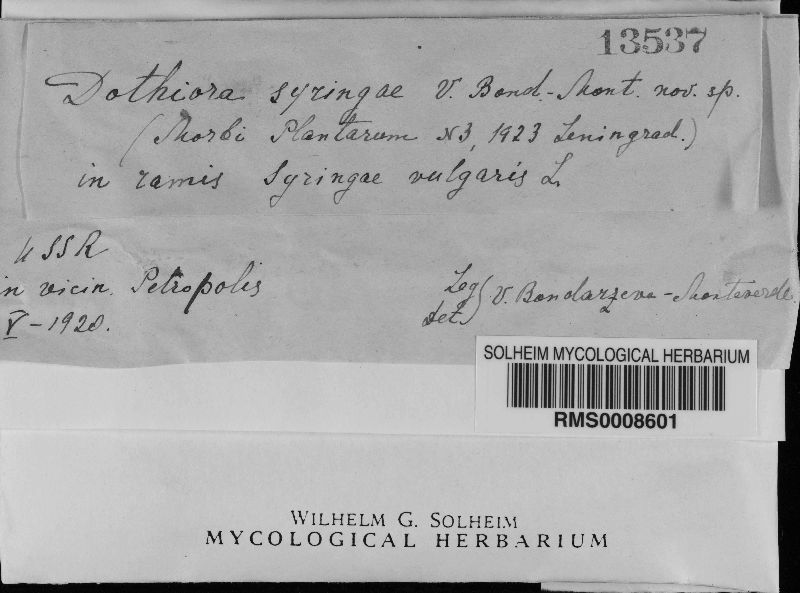 13537
Dothiora syringae V. Bond.-Mont. nov. sp.
(Morbi Plantarum N3, 1923 Leningrad.)
in ramis Syringae vulgaris L.
USSR
in vicin. Petropolis
V-1920.
Leg
det.) V. Bondarzeva-Monteverde
SOLHEIM MYCOLOGICAL HERBARIUM
RMS0008601
WILHELM G. SOLHEIM
MYCOLOGICAL HERBARIUM